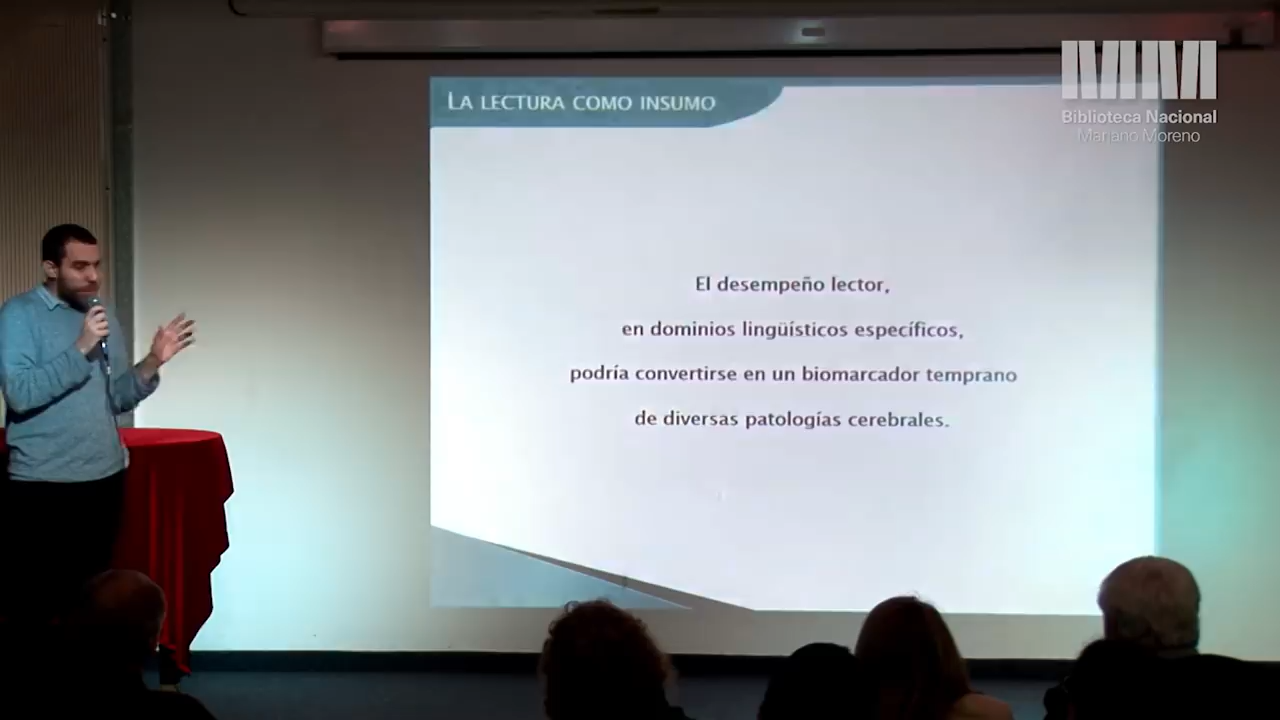 La lectura como insumo
Biblioteca Nacional
Mariano Moreno
El desempeño lector,
en dominios lingüísticos específicos,
podría convertirse en un biomarcador temprano
de diversas patologías cerebrales.